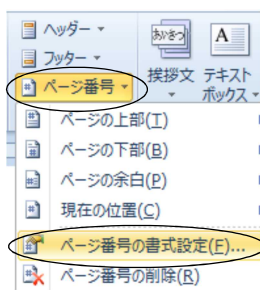 ヘッダー
フッター
ページ番号
あいさつ
挨拶文
A
テキスト
ボックス
ページの上部(T)
ページの下部(B)
ページの余白(P)
現在の位置(C)
ページ番号の書式設定(F)...
ページ番号の削除(R)